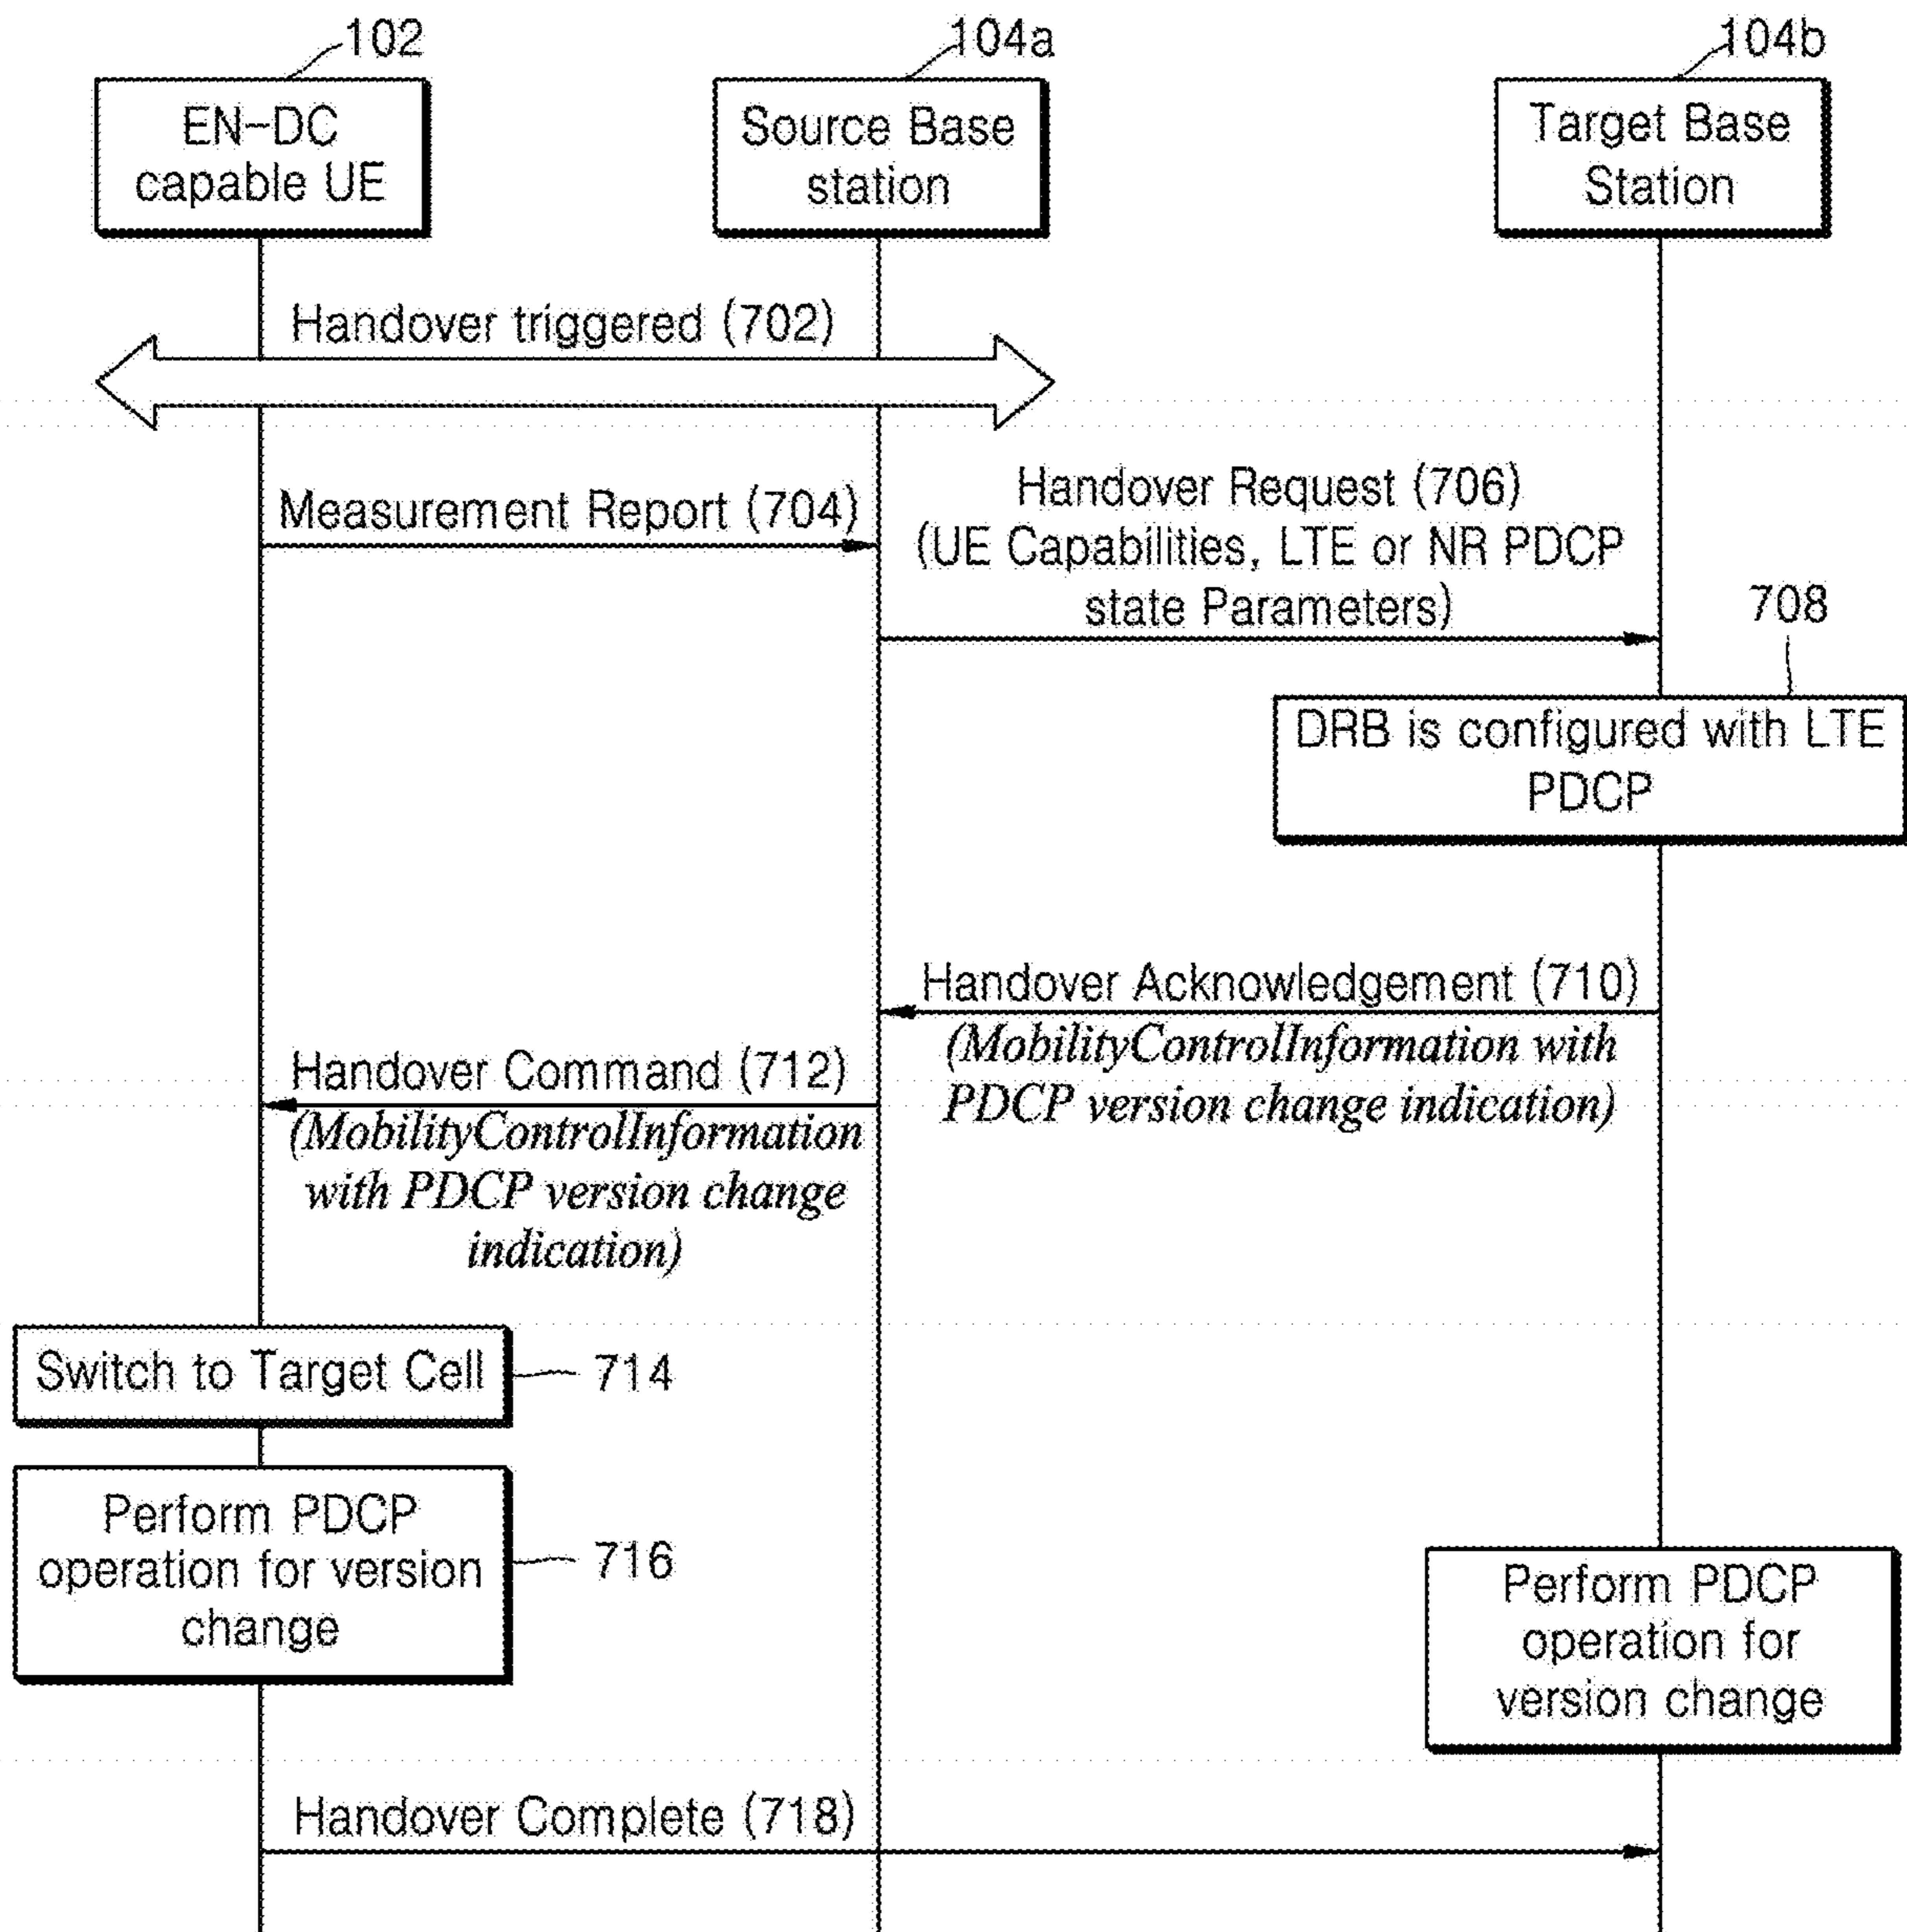 102
104a
104b
EN-DC
capable UE
Source Base
station
Target Base
Station
Handover triggered (702)
Measurement Report (704)
Handover Request (706)
(UE Capabilities, LTE or NR PDCP
state Parameters)
708
DRB is configured with LTE
PDCP
Handover Acknowledgement (710)
(MobilityControlInformation with
PDCP version change indication)
Handover Command (712)
(MobilityControlInformation
with PDCP version change
indication)
Switch to Target Cell
714
Perform PDCP
operation for version
change
716
Perform PDCP
operation for
version change
Handover Complete (718)